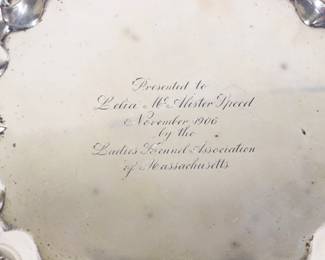 Presented to
Lelia McAlister Speed
November 1906
by the
Ladies Kennel Association
of Massachusetts